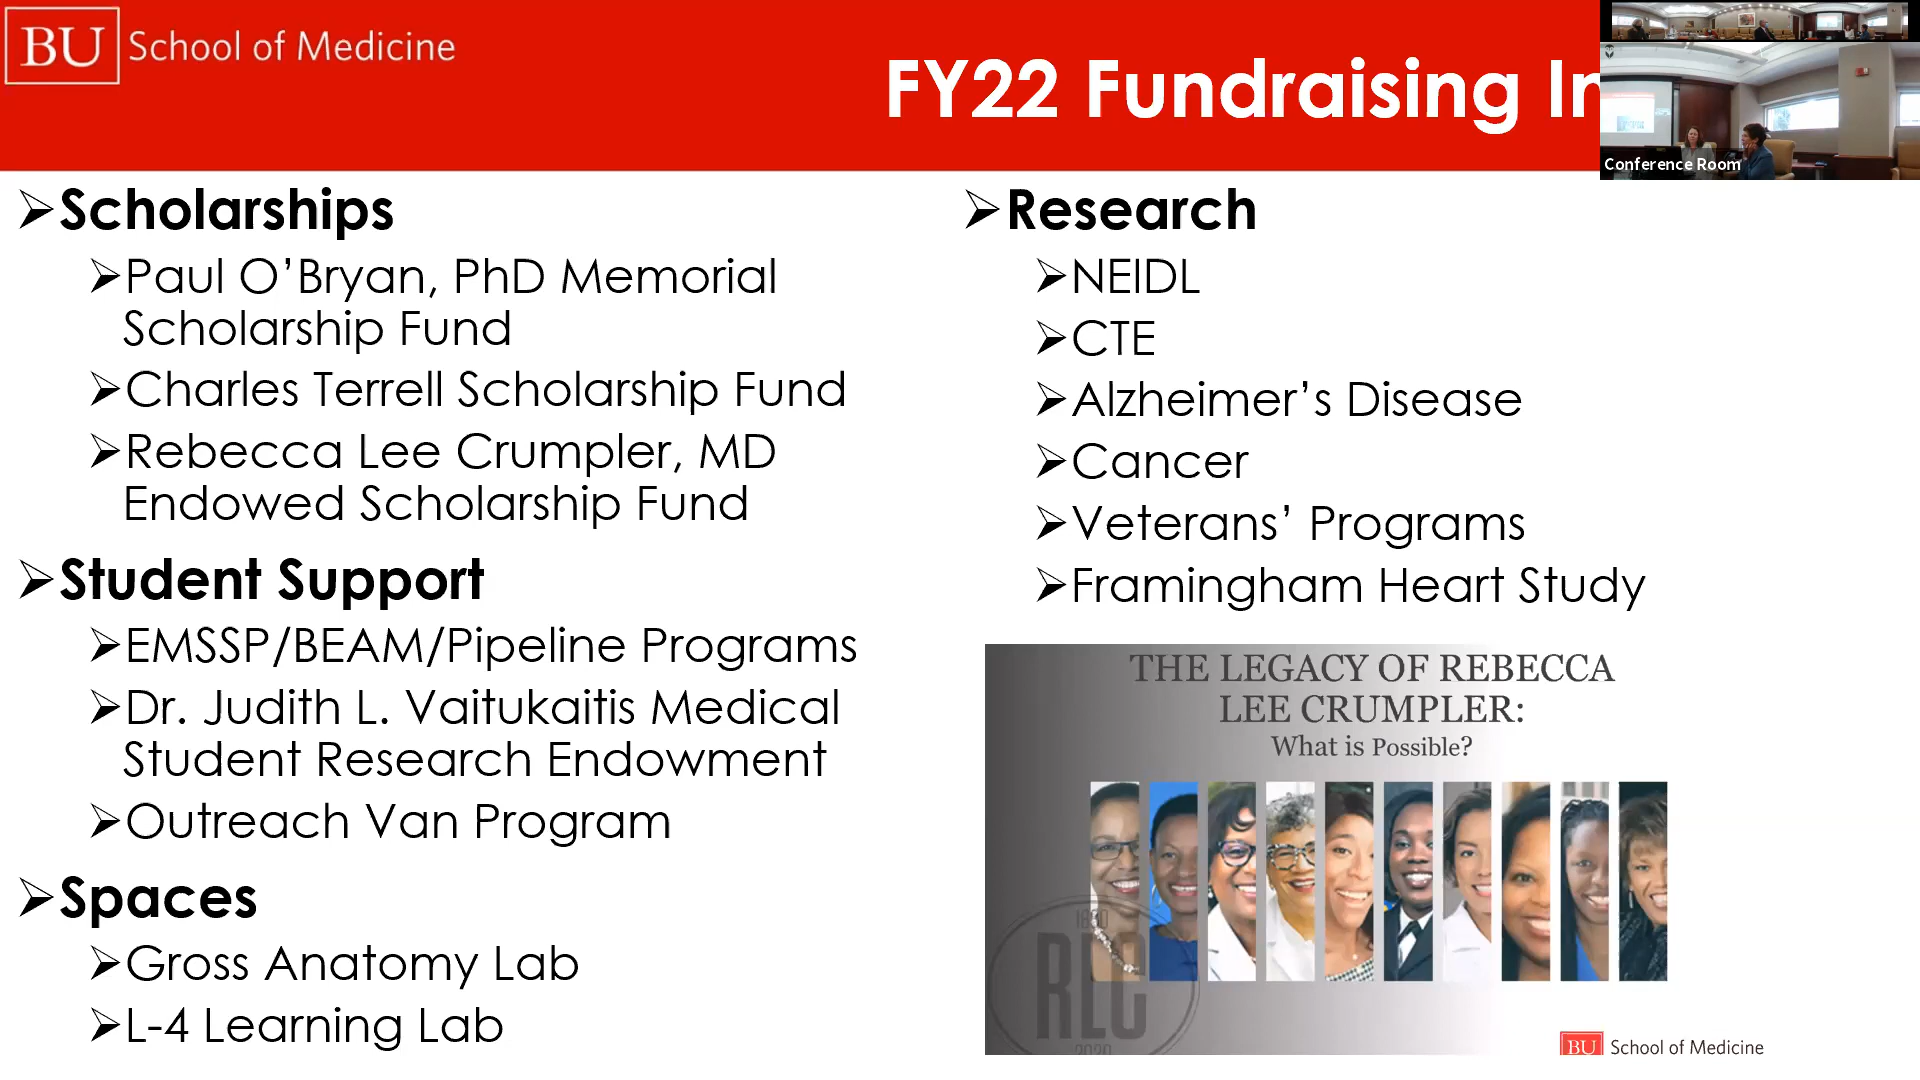 BU School of Medicine
FY22 Fundraising
Conference Room
➢Scholarships
➢Paul O’Bryan, PhD Memorial
Scholarship Fund
➢Charles Terrell Scholarship Fund
➢Rebecca Lee Crumpler, MD
Endowed Scholarship Fund
➢Student Support
➢EMSSP/BEAM/Pipeline Programs
➢Dr. Judith L. Vaitukaitis Medical
Student Research Endowment
➢Outreach Van Program
➢Spaces
➢Gross Anatomy Lab
➢L-4 Learning Lab
➢Research
➢NEIDL
➢CTE
➢Alzheimer’s Disease
➢Cancer
➢Veterans’ Programs
➢Framingham Heart Study
THE LEGACY OF REBECCA
LEE CRUMPLER:
What is Possible?
RLC
BU School of Medicine